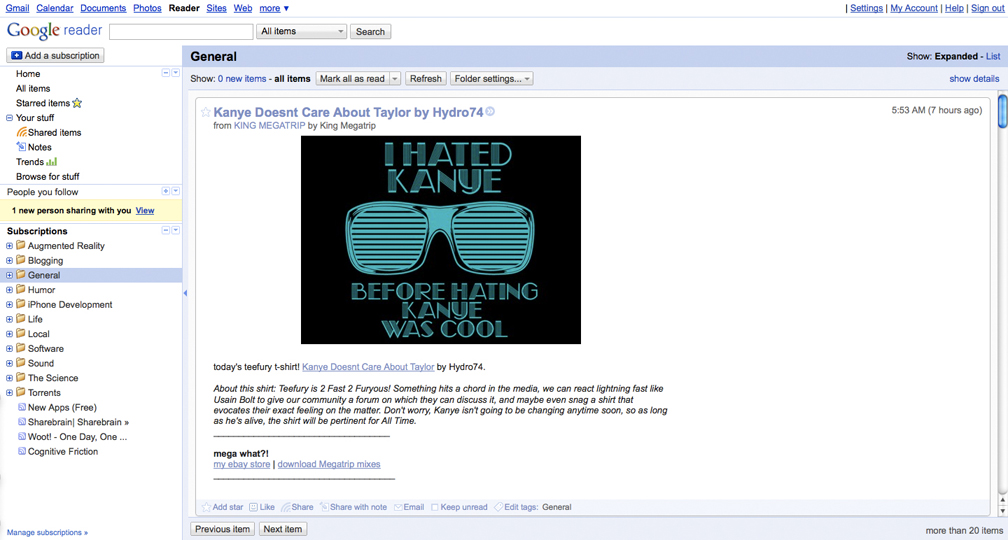 Gmail Calendar Documents Photos Reader Sites Web more ▼
| Settings | My Account | Help | Sign out
Google reader
All items
Search
Add a subscription
Home
All items
Starred items
Your stuff
Shared items
Notes
Trends
Browse for stuff
People you follow
1 new person sharing with you View
Subscriptions
Augmented Reality
Blogging
General
Humor
iPhone Development
Life
Local
Software
Sound
The Science
Torrents
New Apps (Free)
Sharebrain| Sharebrain »
Woot! - One Day, One ...
Cognitive Friction
Manage subscriptions »
General
Show: Expanded - List
Show: 0 new items - all items Mark all as read Refresh Folder settings...
show details
Kanye Doesnt Care About Taylor by Hydro74
5:53 AM (7 hours ago)
from KING MEGATRIP by King Megatrip
I HATED
KANYE
BEFORE HATING
KANYE
WAS COOL
today's teefury t-shirt! Kanye Doesnt Care About Taylor by Hydro74.
About this shirt: Teefury is 2 Fast 2 Furyous! Something hits a chord in the media, we can react lightning fast like
Usain Bolt to give our community a forum on which they can discuss it, and maybe even snag a shirt that
evocates their exact feeling on the matter. Don't worry, Kanye isn't going to be changing anytime soon, so as long
as he's alive, the shirt will be pertinent for All Time.
mega what?!
my ebay store | download Megatrip mixes
Add star Like Share Share with note Email Keep unread Edit tags: General
Previous item Next item
more than 20 items